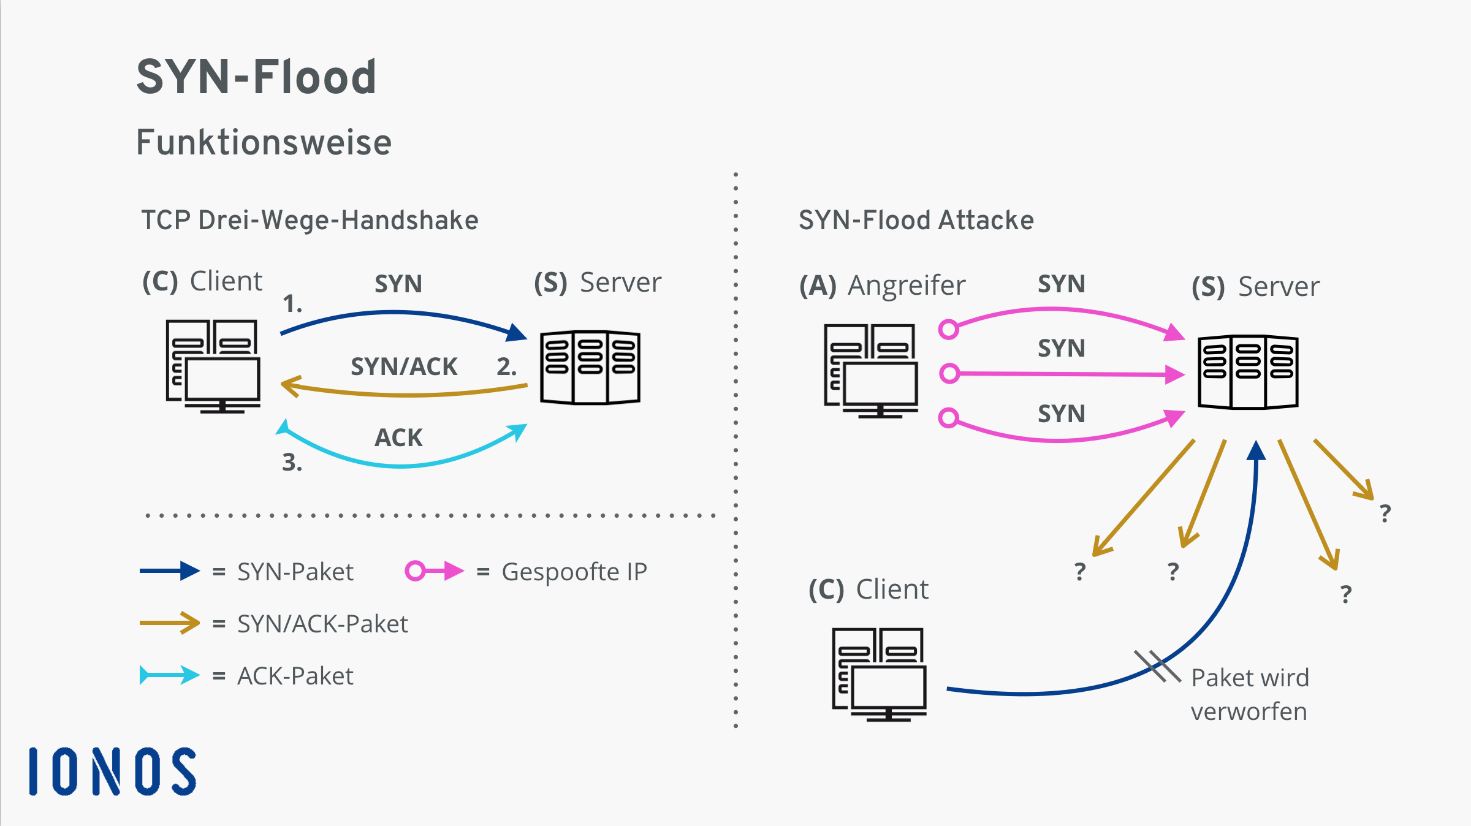 SYN-Flood
Funktionsweise
TCP Drei-Wege-Handshake
(C) Client
(S) Server
1.
SYN
SYN/ACK
2.
ACK
3.
= SYN-Paket
= Gespoofte IP
= SYN/ACK-Paket
= ACK-Paket
SYN-Flood Attacke
(A) Angreifer
(S) Server
SYN
SYN
SYN
?
?
?
?
(C) Client
Paket wird
verworfen
IONOS